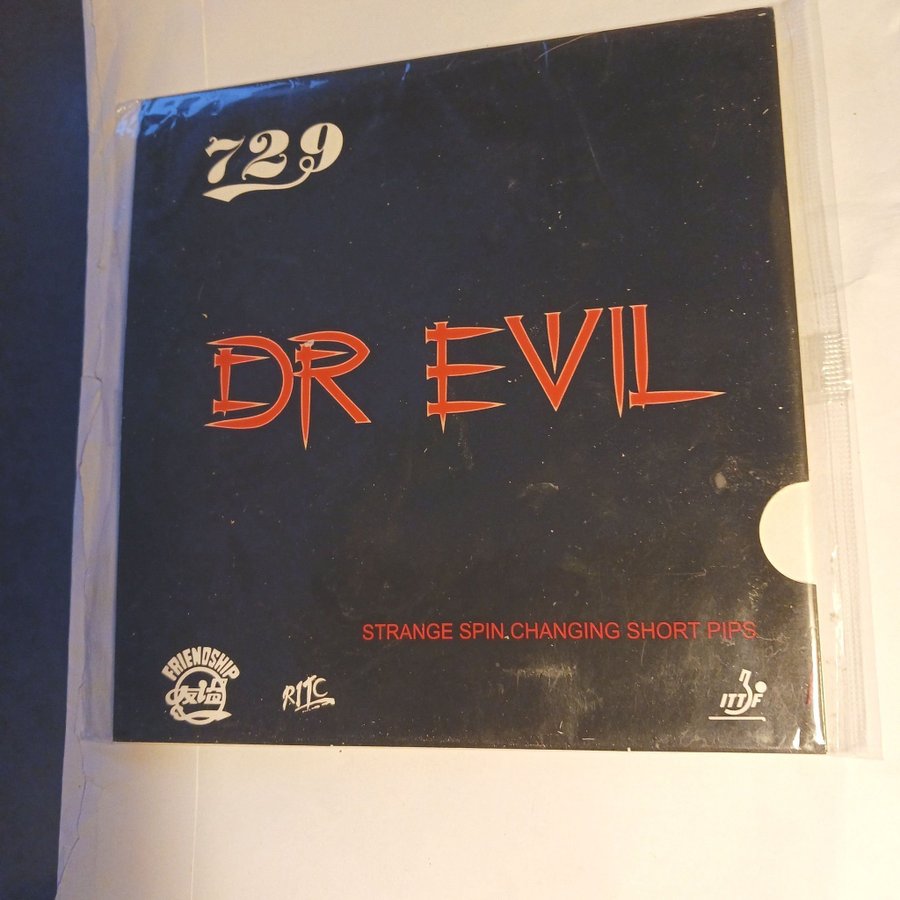 729
DR EVIL
STRANGE SPIN CHANGING SHORT PIPS
FRIENDSHIP
友谊
RITC
ITTF